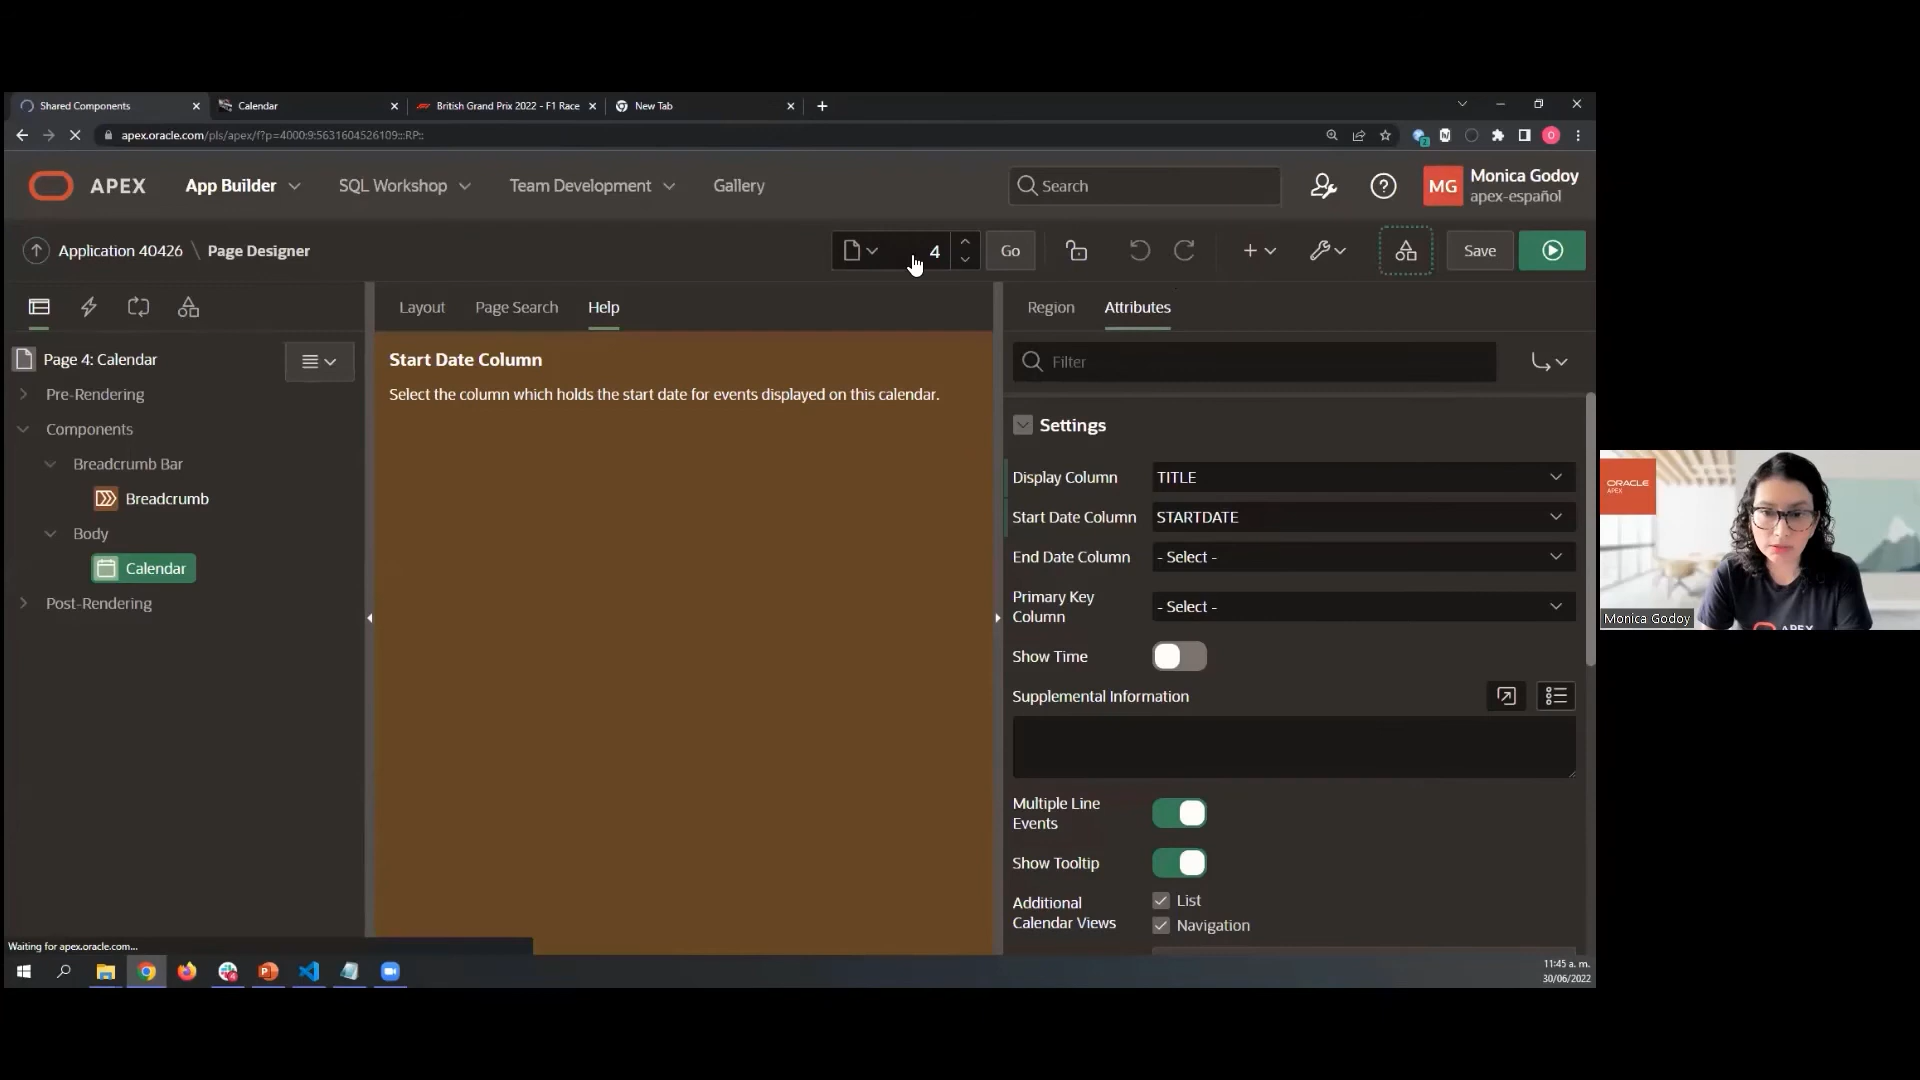 Shared Components
Calendar
British Grand Prix 2022 - F1 Race
New Tab
apex.oracle.com/pls/apex/f?p=4000:9:5631604526109:::RP::
2
O
APEX
App Builder
SQL Workshop
Team Development
Gallery
Search
MG
Monica Godoy
apex-español
Application 40426 \ Page Designer
4
Go
Save
Layout
Page Search
Help
Region
Attributes
Page 4: Calendar
Pre-Rendering
Components
Breadcrumb Bar
Breadcrumb
Body
Calendar
Post-Rendering
Start Date Column
Select the column which holds the start date for events displayed on this calendar.
Filter
Settings
Display Column
TITLE
Start Date Column
STARTDATE
End Date Column
- Select -
Primary Key
Column
- Select -
Show Time
Supplemental Information
Multiple Line
Events
Show Tooltip
Additional
Calendar Views
List
Navigation
Waiting for apex.oracle.com...
11:45 a. m.
30/06/2022
ORACLE
APEX
APEX
Monica Godoy